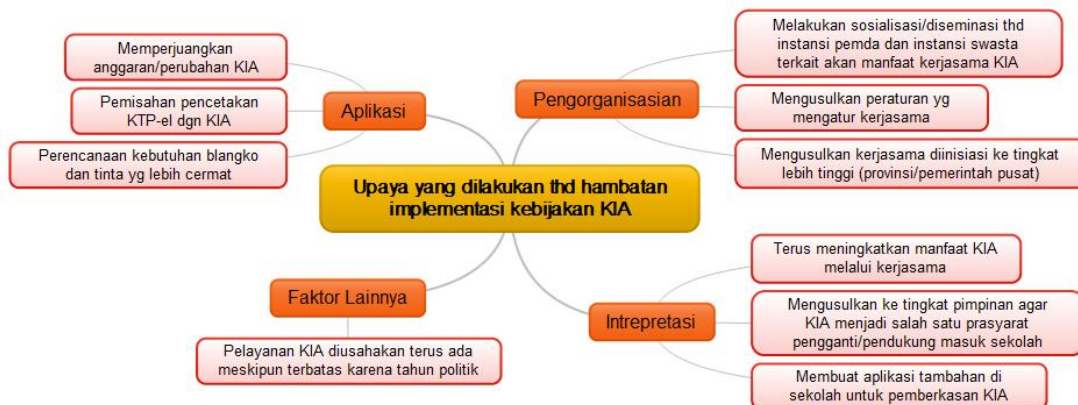 Memperjuangkan
anggaran/perubahan KIA
Pemisahan pencetakan
KTP-el dgn KIA
Perencanaan kebutuhan blangko
dan tinta yg lebih cermat
Aplikasi
Melakukan sosialisasi/diseminasi thd
instansi pemda dan instansi swasta
terkait akan manfaat kerjasama KIA
Pengorganisasian
Mengusulkan peraturan yg
mengatur kerjasama
Mengusulkan kerjasama diinisiasi ke tingkat
lebih tinggi (provinsi/pemerintah pusat)
Upaya yang dilakukan thd hambatan
implementasi kebijakan KIA
Faktor Lainnya
Pelayanan KIA diusahakan terus ada
meskipun terbatas karena tahun politik
Intrepretasi
Terus meningkatkan manfaat KIA
melalui kerjasama
Mengusulkan ke tingkat pimpinan agar
KIA menjadi salah satu prasyarat
pengganti/pendukung masuk sekolah
Membuat aplikasi tambahan di
sekolah untuk pemberkasan KIA